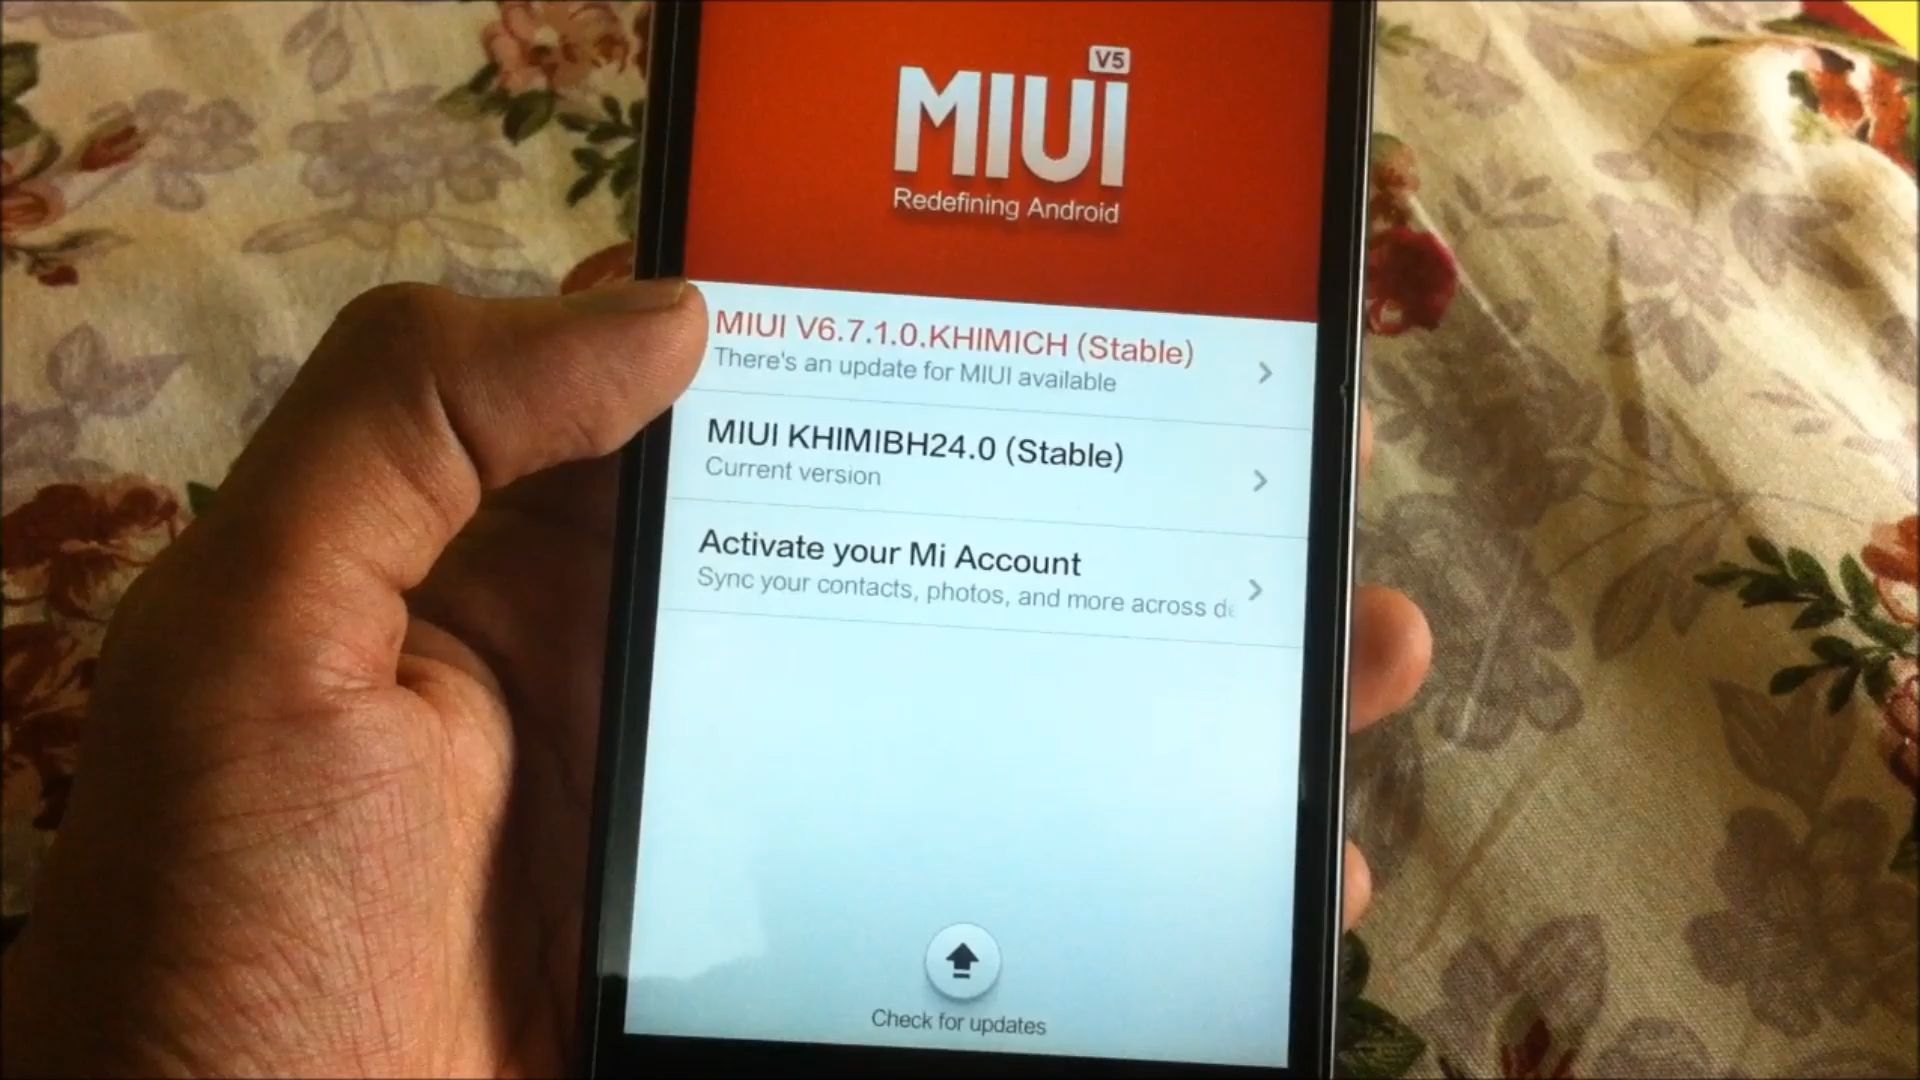 V5
MIUI
Redefining Android
MIUI V6.7.1.0.KHIMICH (Stable)
There's an update for MIUI available
MIUI KHIMIBH24.0 (Stable)
Current version
Activate your Mi Account
Sync your contacts, photos, and more across de
Check for updates